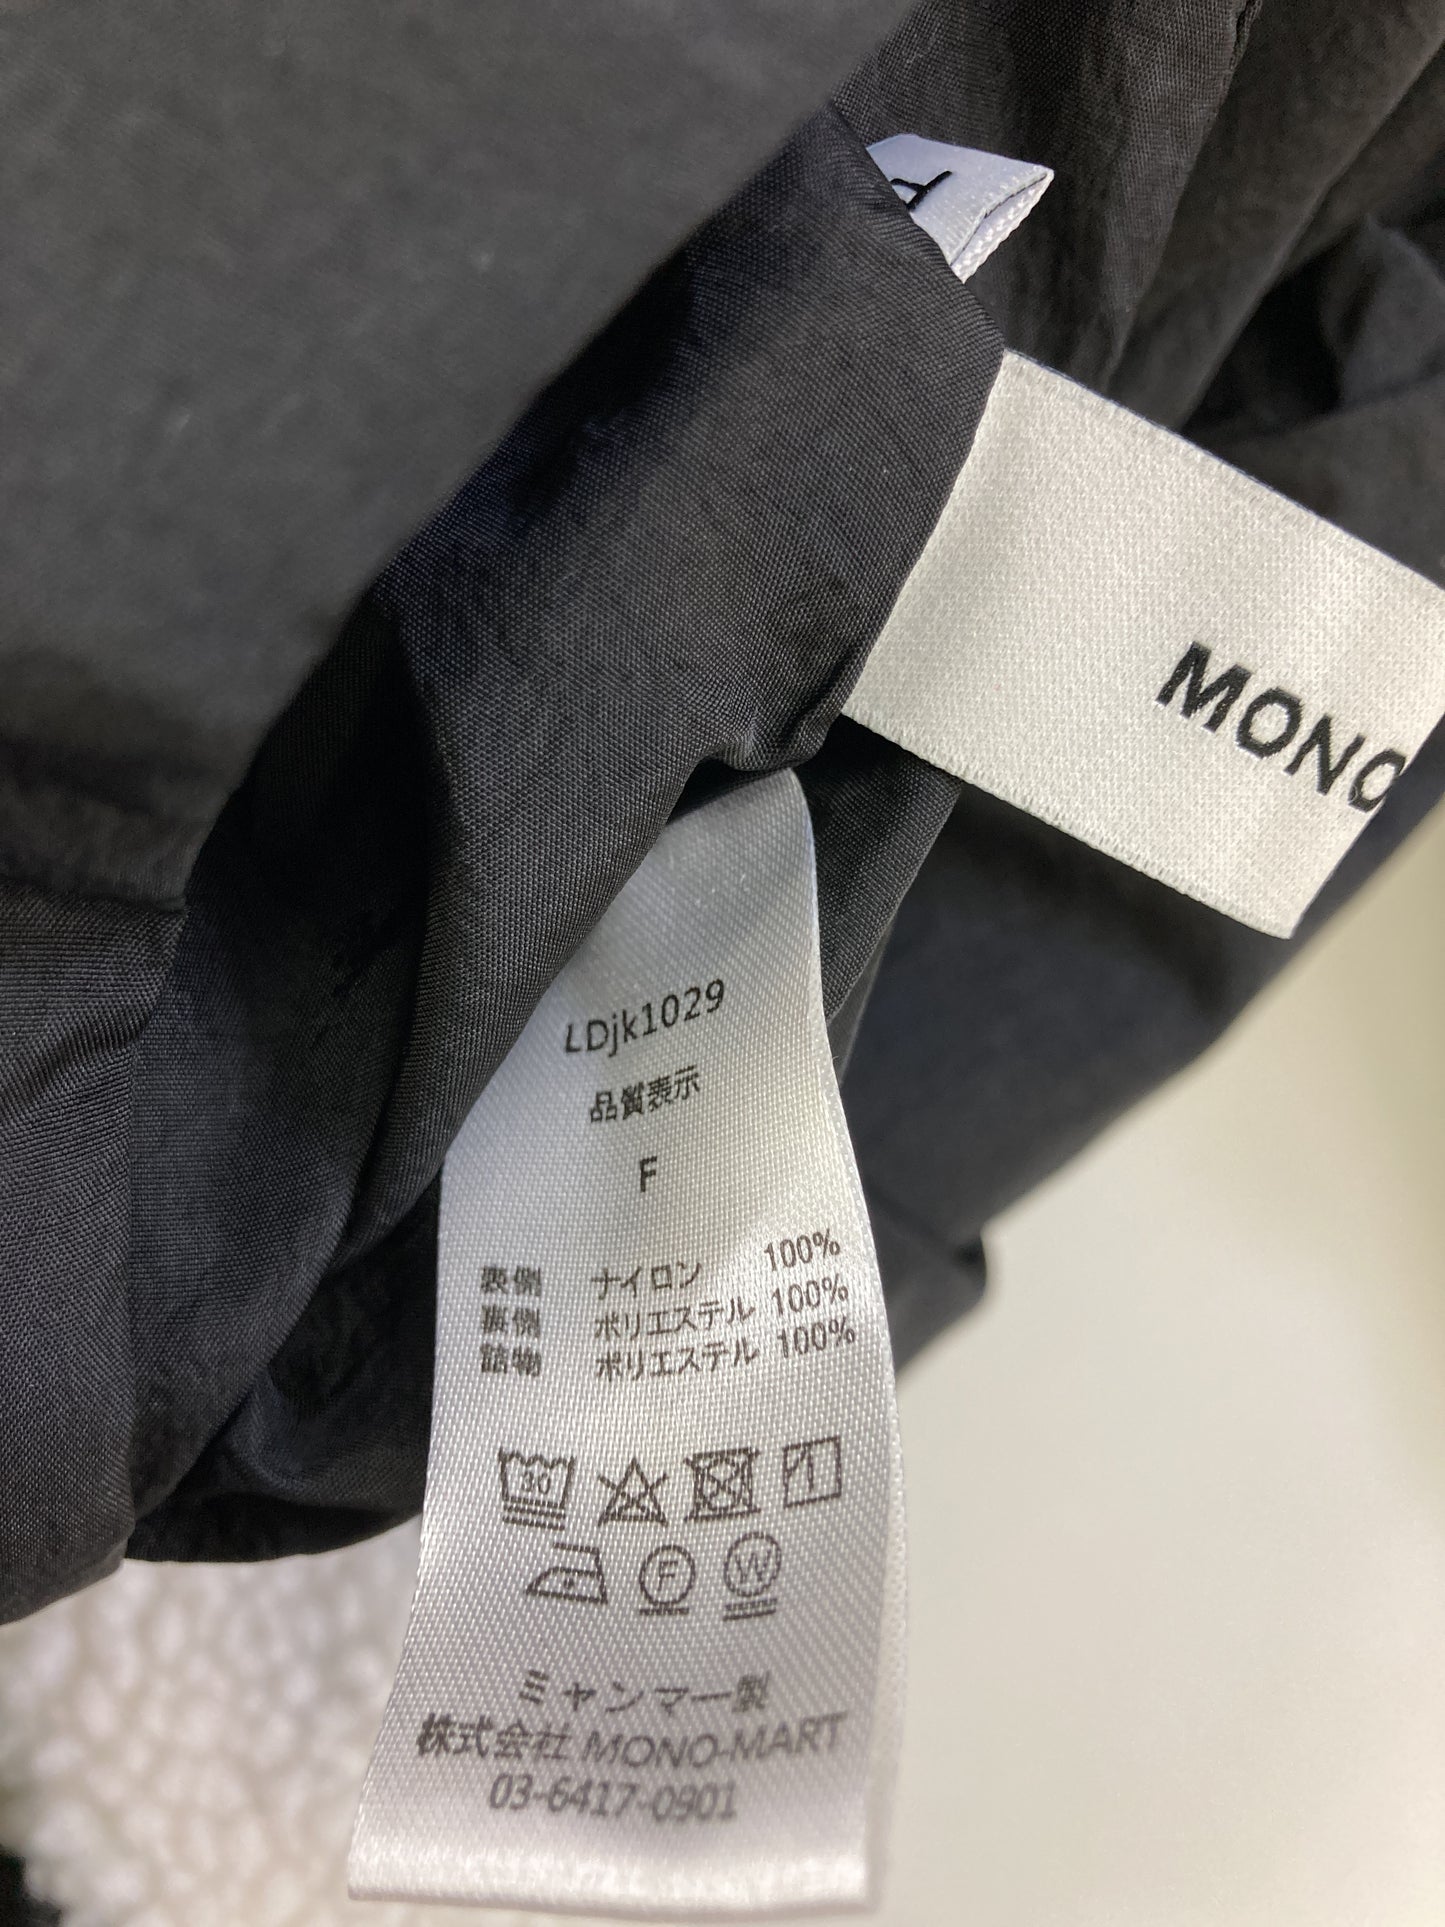 MONO
LDjk1029
品質表示
F
表側 ナイロン 100%
裏側 ポリエステル 100%
詰物 ポリエステル 100%
30
1
F W
ミャンマー製
株式会社 MONO-MART
03-6417-0901